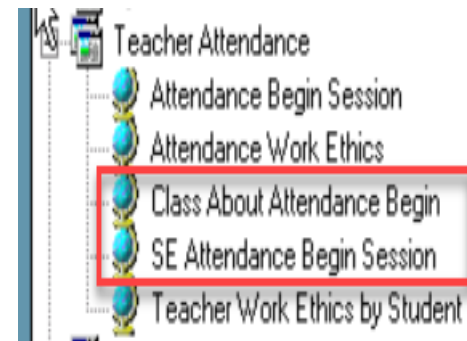 Teacher Attendance
Attendance Begin Session
Attendance Work Ethics
Class About Attendance Begin
SE Attendance Begin Session
Teacher Work Ethics by Student